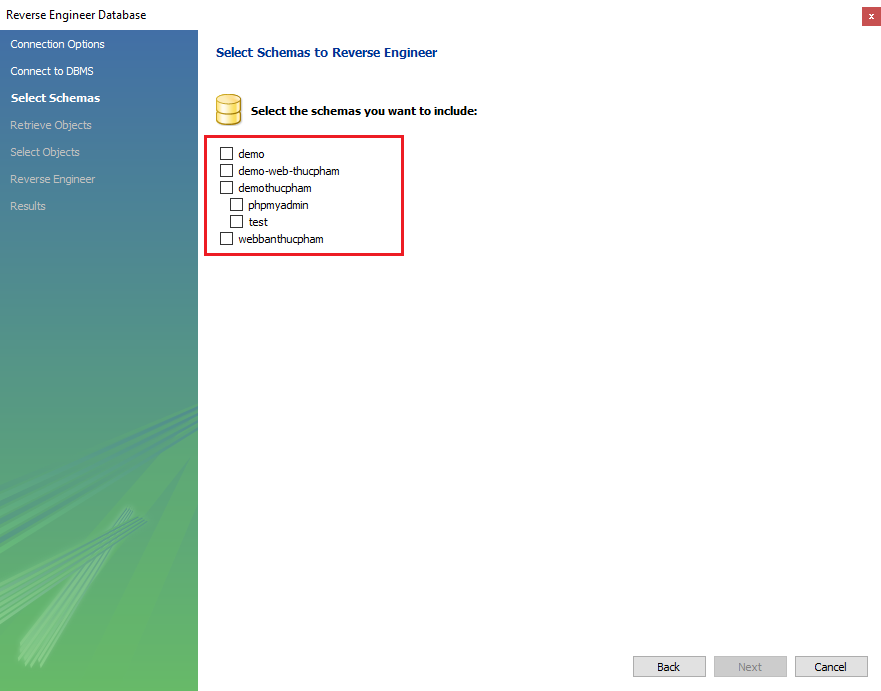 Reverse Engineer Database
x
Connection Options
Connect to DBMS
Select Schemas
Retrieve Objects
Select Objects
Reverse Engineer
Results
Select Schemas to Reverse Engineer
Select the schemas you want to include:
demo
demo-web-thucpham
demothucpham
phpmyadmin
test
webbanthucpham
Back
Next
Cancel